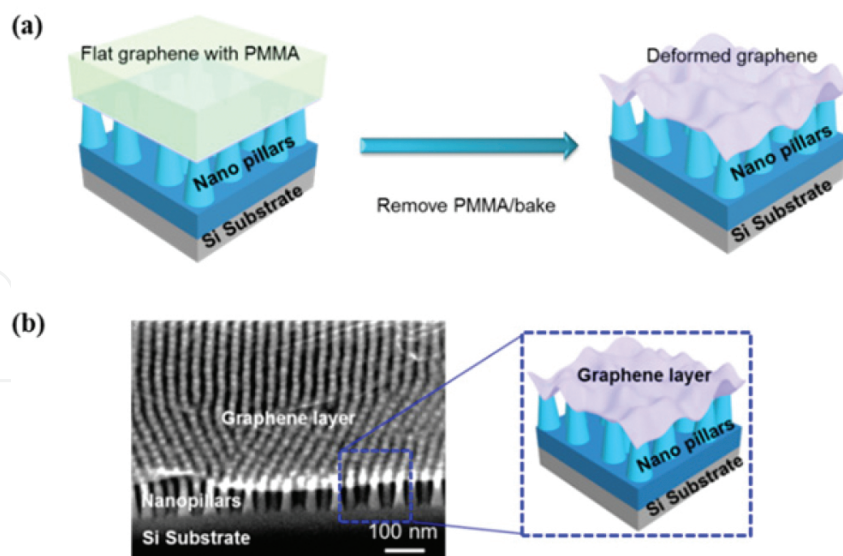 (a)
Flat graphene with PMMA
Nano pillars
Si Substrate
Remove PMMA/bake
Deformed graphene
Nano pillars
Si Substrate
(b)
Graphene layer
Nanopillars
Si Substrate
100 nm
Graphene layer
Nano pillars
Si Substrate